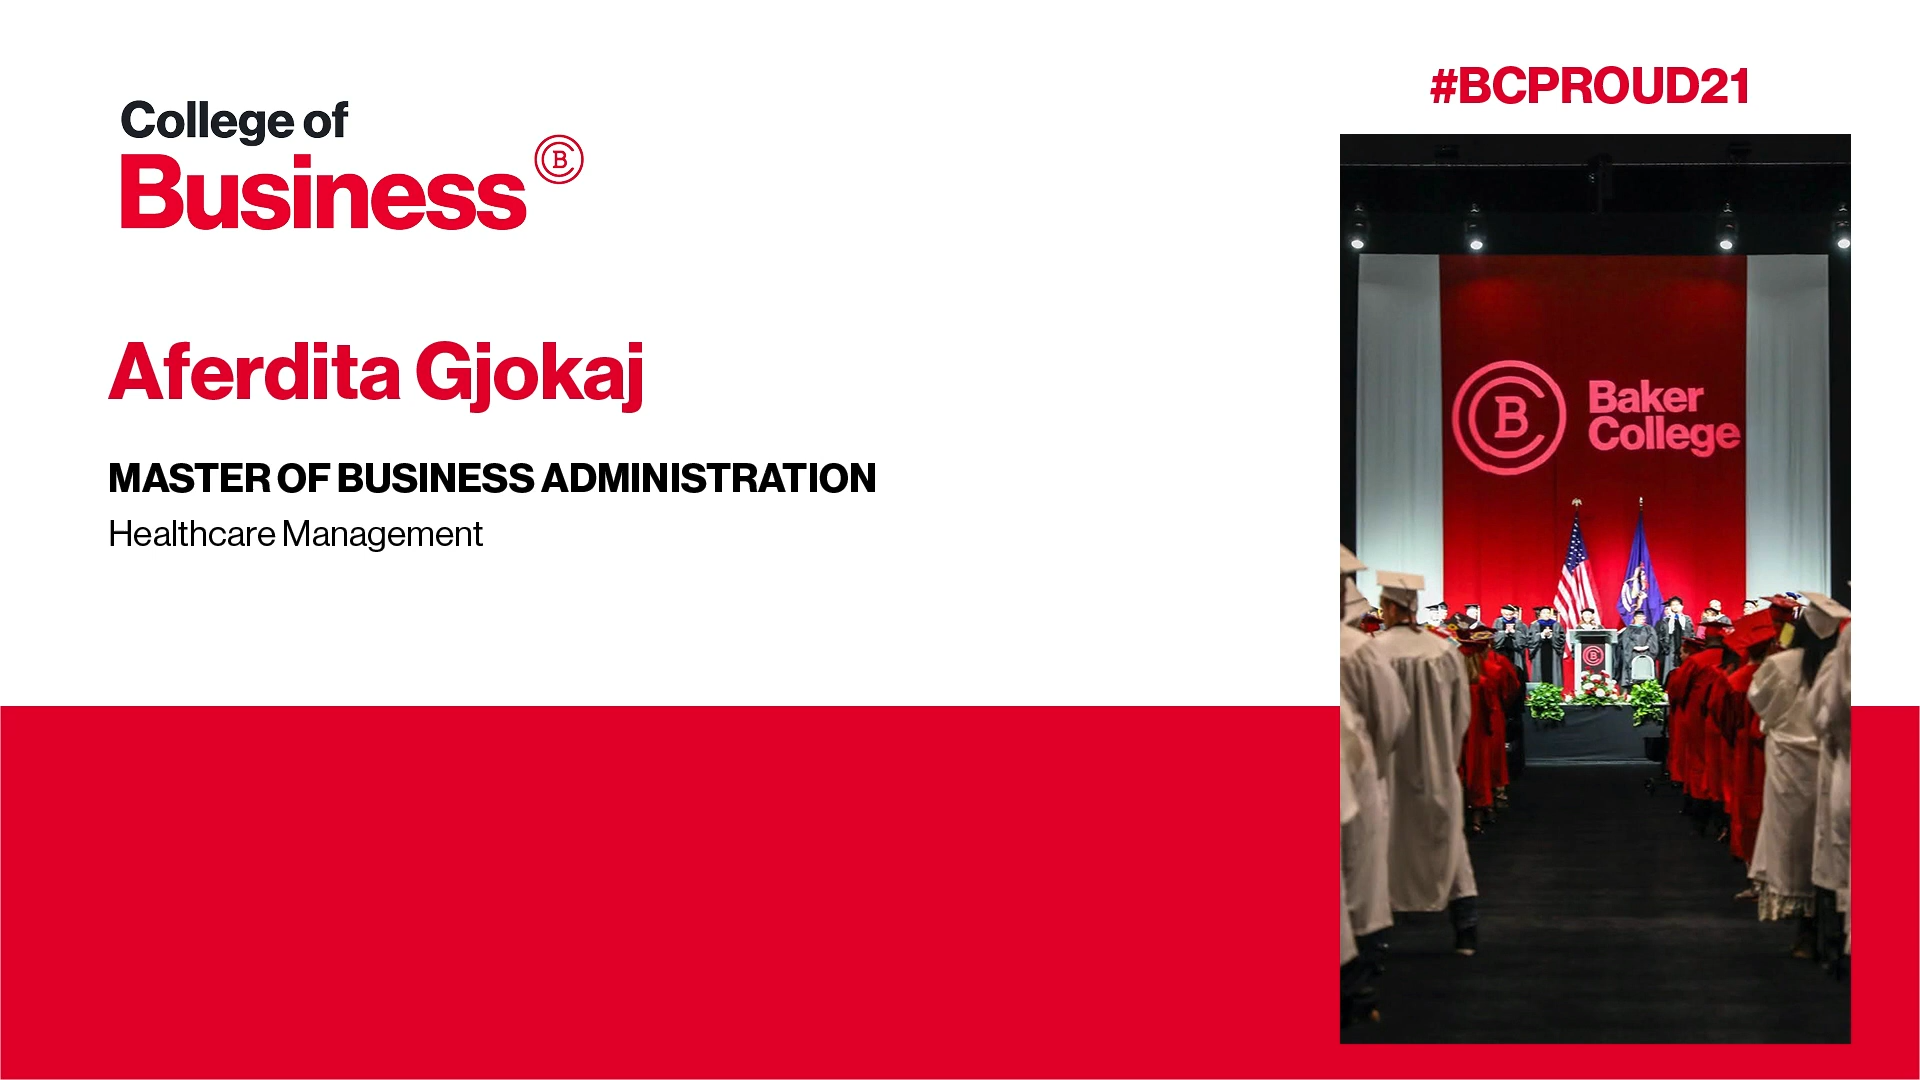 College of
Business
B
Aferdita Gjokaj
MASTER OF BUSINESS ADMINISTRATION
Healthcare Management
#BCPROUD21
B
Baker
College
B